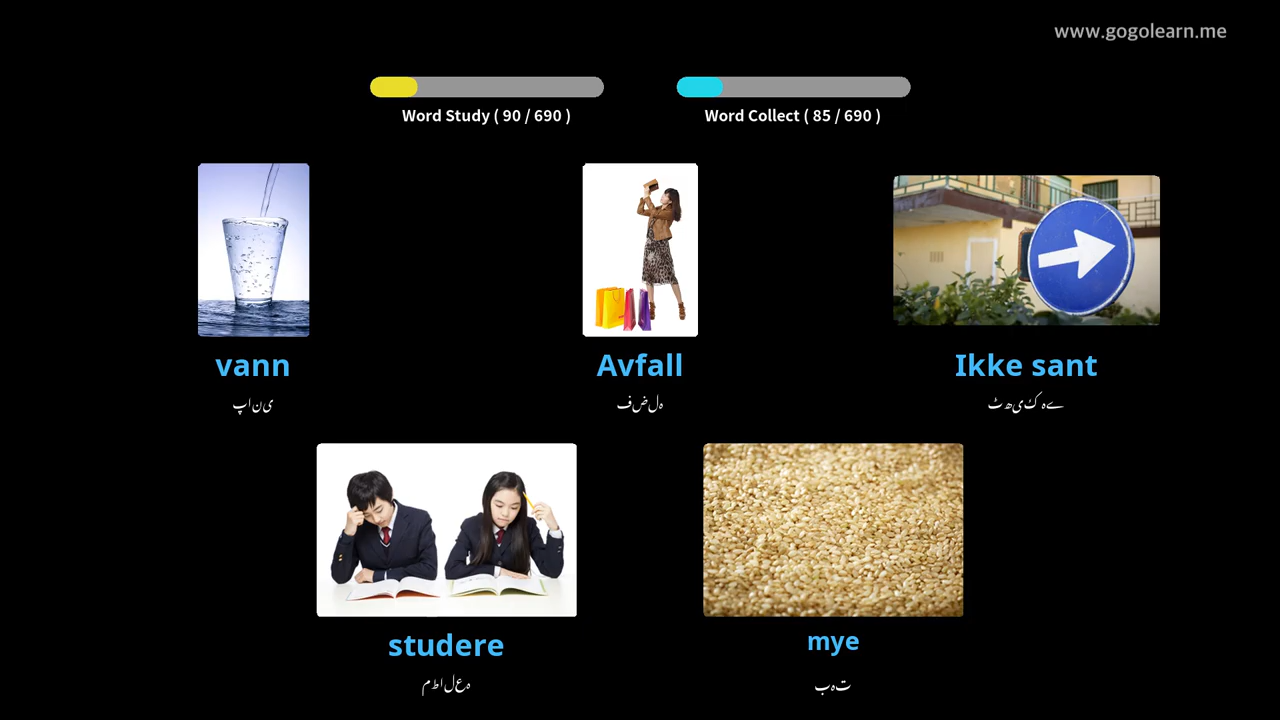 www.gogolearn.me
Word Study ( 90 / 690 )
Word Collect ( 85 / 690 )
vann
Avfall
Ikke sant
پانی
فضلہ
ٹھیک ہے
studere
mye
مطالعہ
بہت